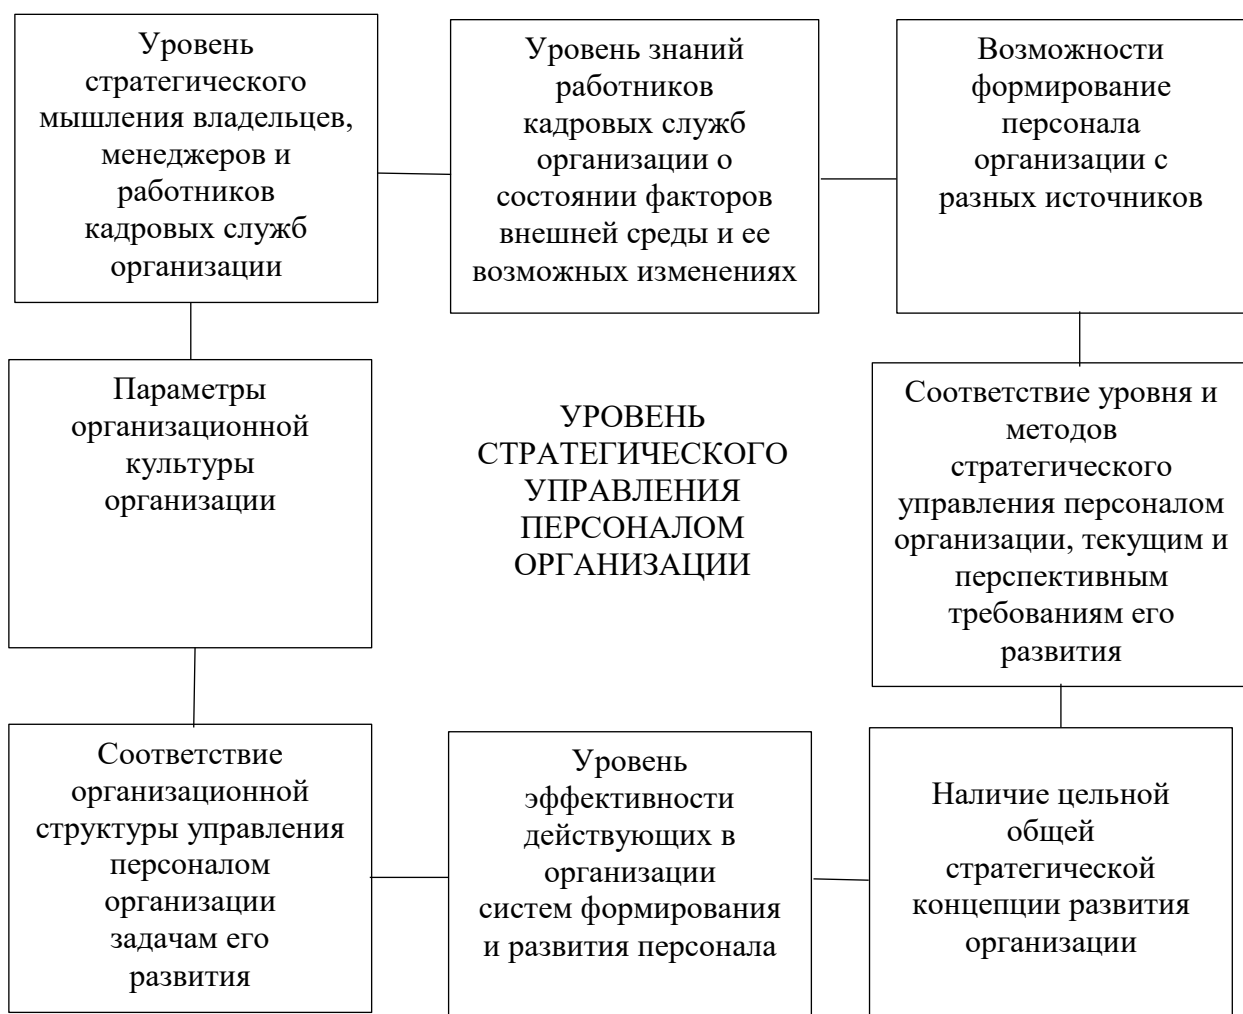 Уровень
стратегического
мышления владельцев,
менеджеров и
работников
кадровых служб
организации
Уровень знаний
работников
кадровых служб
организации о
состоянии факторов
внешней среды и ее
возможных изменениях
Возможности
формирование
персонала
организации с
разных источников
Параметры
организационной
культуры
организации
УРОВЕНЬ
СТРАТЕГИЧЕСКОГО
УПРАВЛЕНИЯ
ПЕРСОНАЛОМ
ОРГАНИЗАЦИИ
Соответствие уровня и
методов
стратегического
управления персоналом
организации, текущим и
перспективным
требованиям его
развития
Соответствие
организационной
структуры управления
персоналом
организации
задачам его
развития
Уровень
эффективности
действующих в
организации
систем формирования
и развития персонала
Наличие цельной
общей
стратегической
концепции развития
организации